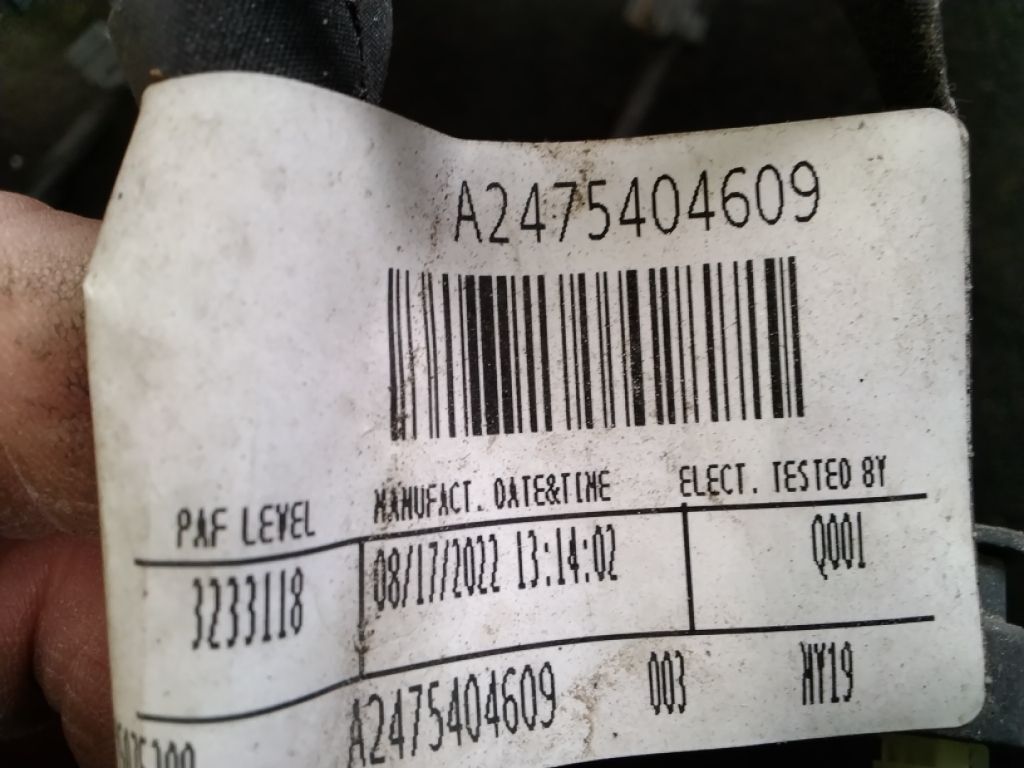 A2475404609
PAF LEVEL MANUFACT. DATE&TIME ELECT. TESTED BY
3233118 08/17/2022 13:14:02 Q001
A2475404609 003